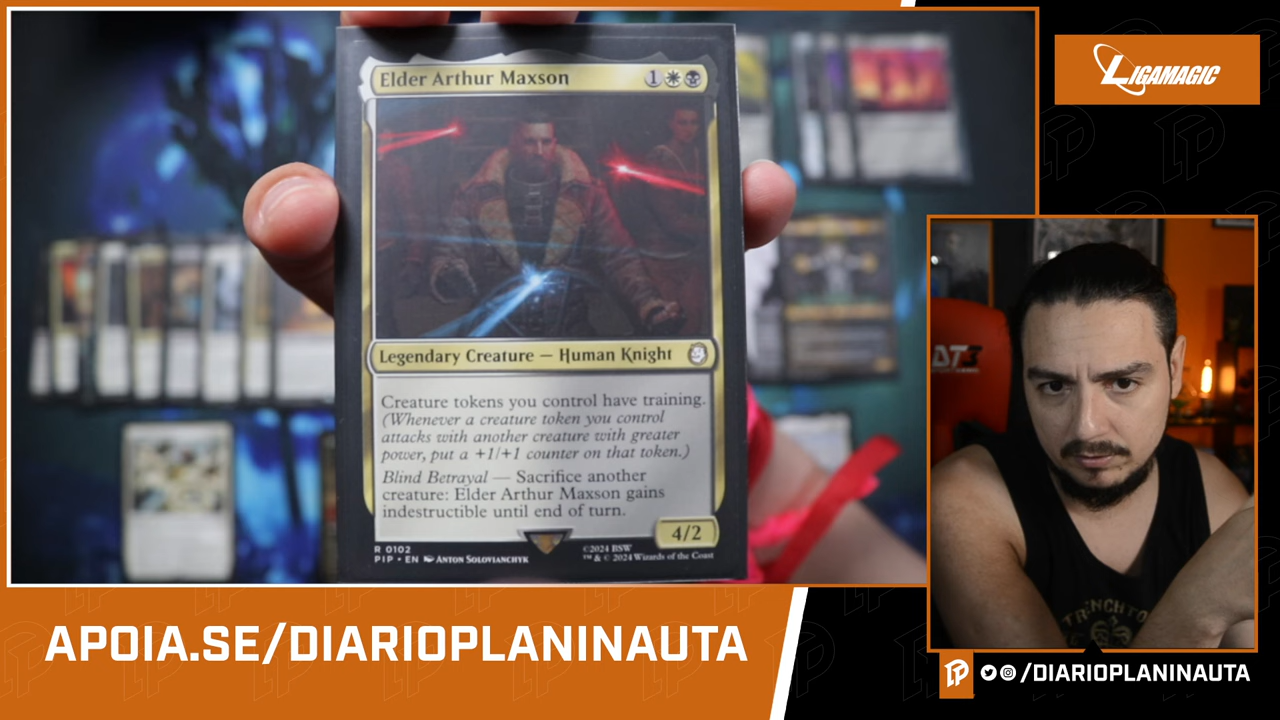 Elder Arthur Maxson
1
Legendary Creature — Human Knight
Creature tokens you control have training.
(Whenever a creature token you control
attacks with another creature with greater
power, put a +1/+1 counter on that token.)
Blind Betrayal — Sacrifice another
creature: Elder Arthur Maxson gains
indestructible until end of turn.
4/2
R 0102
PIP • EN ANTON SOLOVIANCHYK
©2024 BSW
™ & © 2024 Wizards of the Coast
LIGAMAGIC
DT3
TRENCHTO
APOIA.SE/DIARIOPLANINAUTA
/DIARIOPLANINAUTA